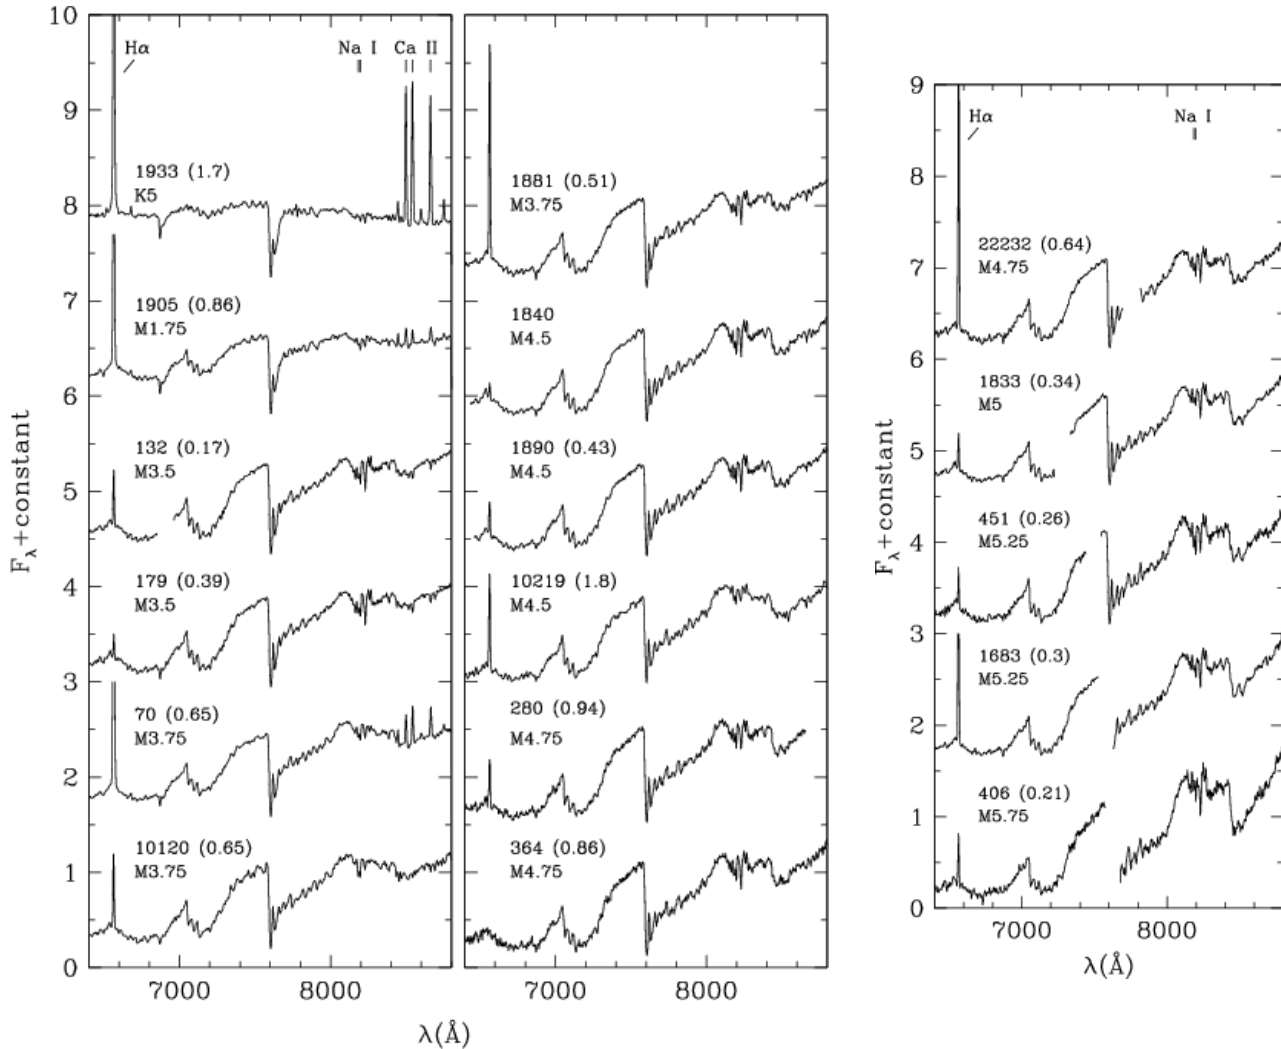 10
9
8
7
6
5
4
3
2
1
0
Fλ+constant
Hα
Na I Ca II
1933 (1.7)
K5
1905 (0.86)
M1.75
132 (0.17)
M3.5
179 (0.39)
M3.5
70 (0.65)
M3.75
10120 (0.65)
M3.75
7000 8000
1881 (0.51)
M3.75
1840
M4.5
1890 (0.43)
M4.5
10219 (1.8)
M4.5
280 (0.94)
M4.75
364 (0.86)
M4.75
7000 8000
λ(Å)
9
8
7
6
5
4
3
2
1
0
Fλ+constant
Hα
Na I
22232 (0.64)
M4.75
1833 (0.34)
M5
451 (0.26)
M5.25
1683 (0.3)
M5.25
406 (0.21)
M5.75
7000 8000
λ(Å)